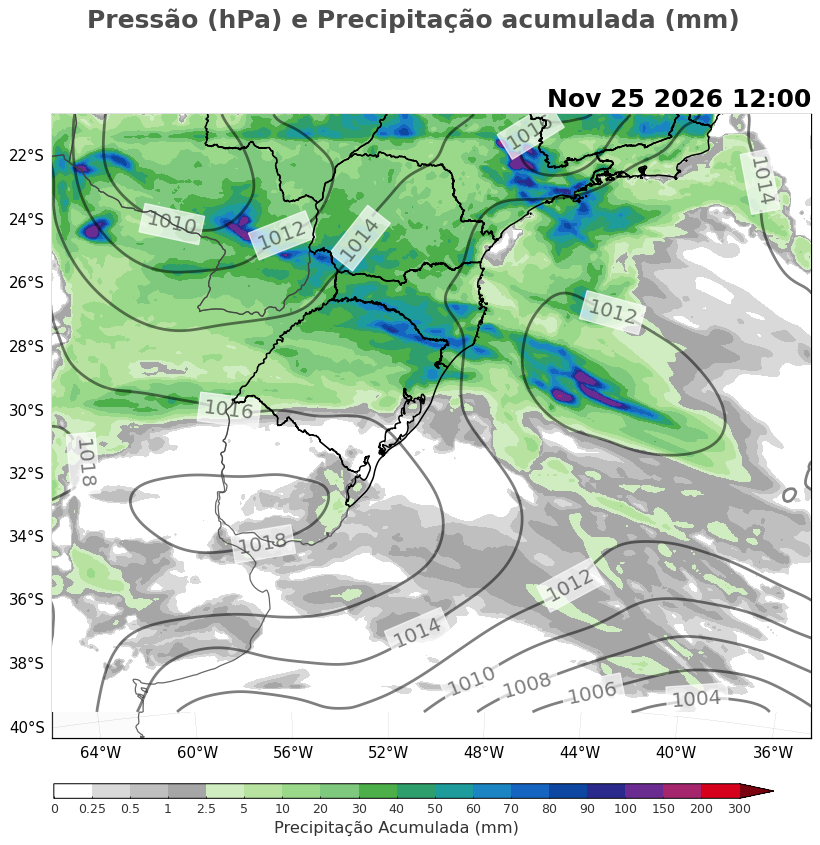 Pressão (hPa) e Precipitação acumulada (mm)
Nov 25 2026 12:00
22°S
24°S
26°S
28°S
30°S
32°S
34°S
36°S
38°S
40°S
1014
1010
1012
1014
1012
1016
1018
1018
1012
1014
1010
1008
1006
1004
64°W 60°W 56°W 52°W 48°W 44°W 40°W 36°W
0 0.25 0.5 1 2.5 5 10 20 30 40 50 60 70 80 90 100 150 200 300
Precipitação Acumulada (mm)